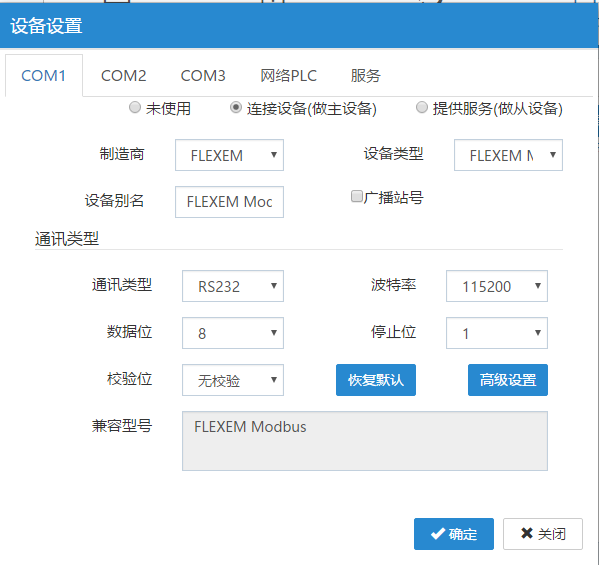 设备设置
COM1 COM2 COM3 网络PLC 服务
未使用 连接设备(做主设备) 提供服务(做从设备)
制造商 FLEXEM 设备类型 FLEXEM M
设备别名 FLEXEM Moc 广播站号
通讯类型
通讯类型 RS232 波特率 115200
数据位 8 停止位 1
校验位 无校验 恢复默认 高级设置
兼容型号 FLEXEM Modbus
确定 关闭